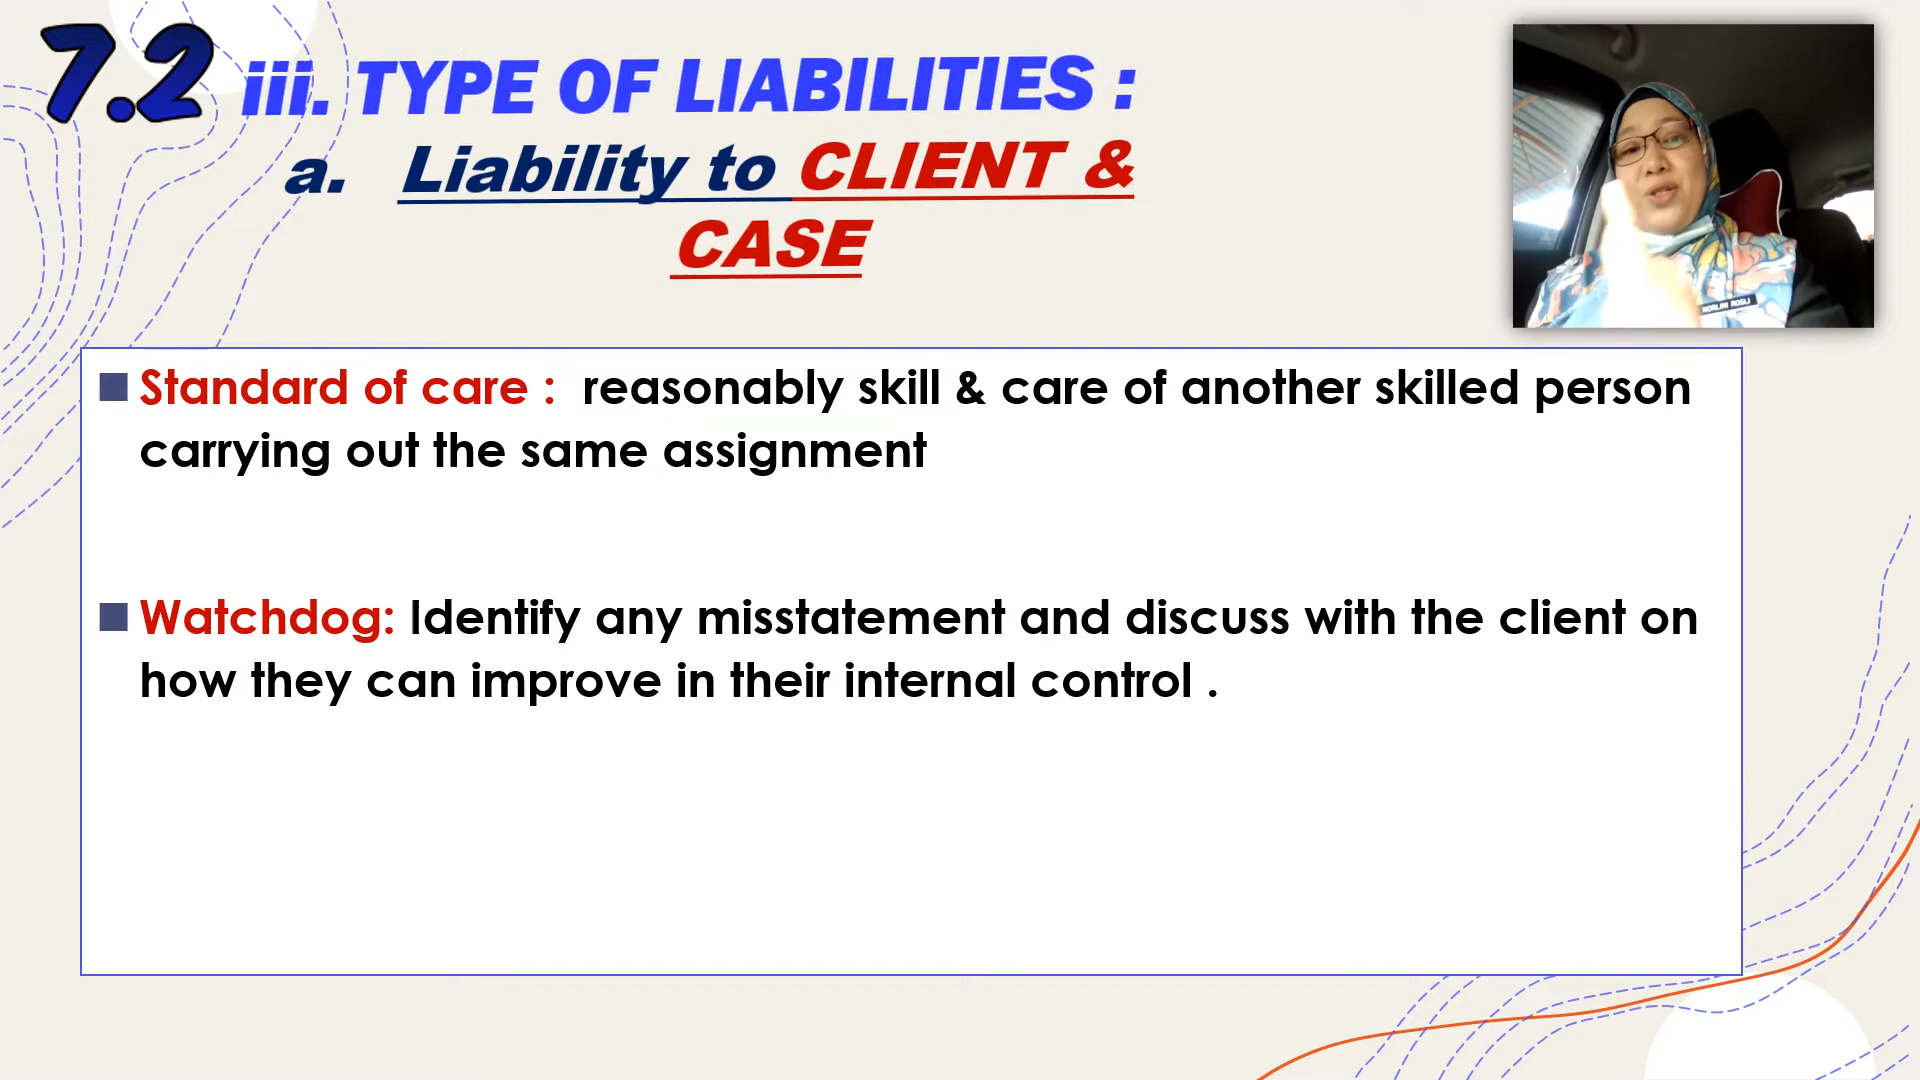 7.2 iii. TYPE OF LIABILITIES :
a. Liability to CLIENT &
CASE
Standard of care : reasonably skill & care of another skilled person
carrying out the same assignment
Watchdog: Identify any misstatement and discuss with the client on
how they can improve in their internal control .
ROSLI